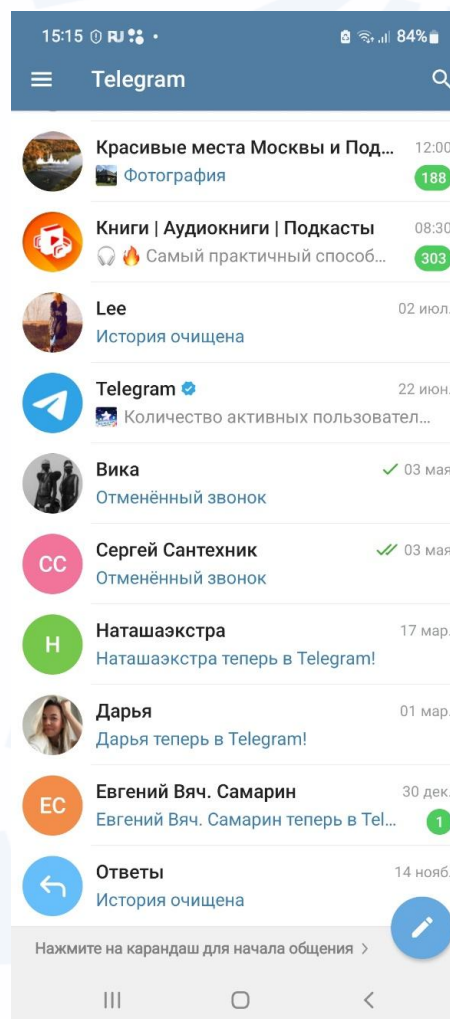 15:15
84%
Telegram
Красивые места Москвы и Под... 12:00
Фотография 188
Книги | Аудиокниги | Подкасты 08:30
Самый практичный способ... 303
Lee 02 июл.
История очищена
Telegram 22 июн.
Количество активных пользовател...
Вика 03 мая
Отменённый звонок
СС Сергей Сантехник 03 мая
Отменённый звонок
Н Наташаэкстра 17 мар.
Наташаэкстра теперь в Telegram!
Дарья 01 мар.
Дарья теперь в Telegram!
ЕС Евгений Вяч. Самарин 30 дек.
Евгений Вяч. Самарин теперь в Tel... 1
Ответы 14 нояб.
История очищена
Нажмите на карандаш для начала общения >